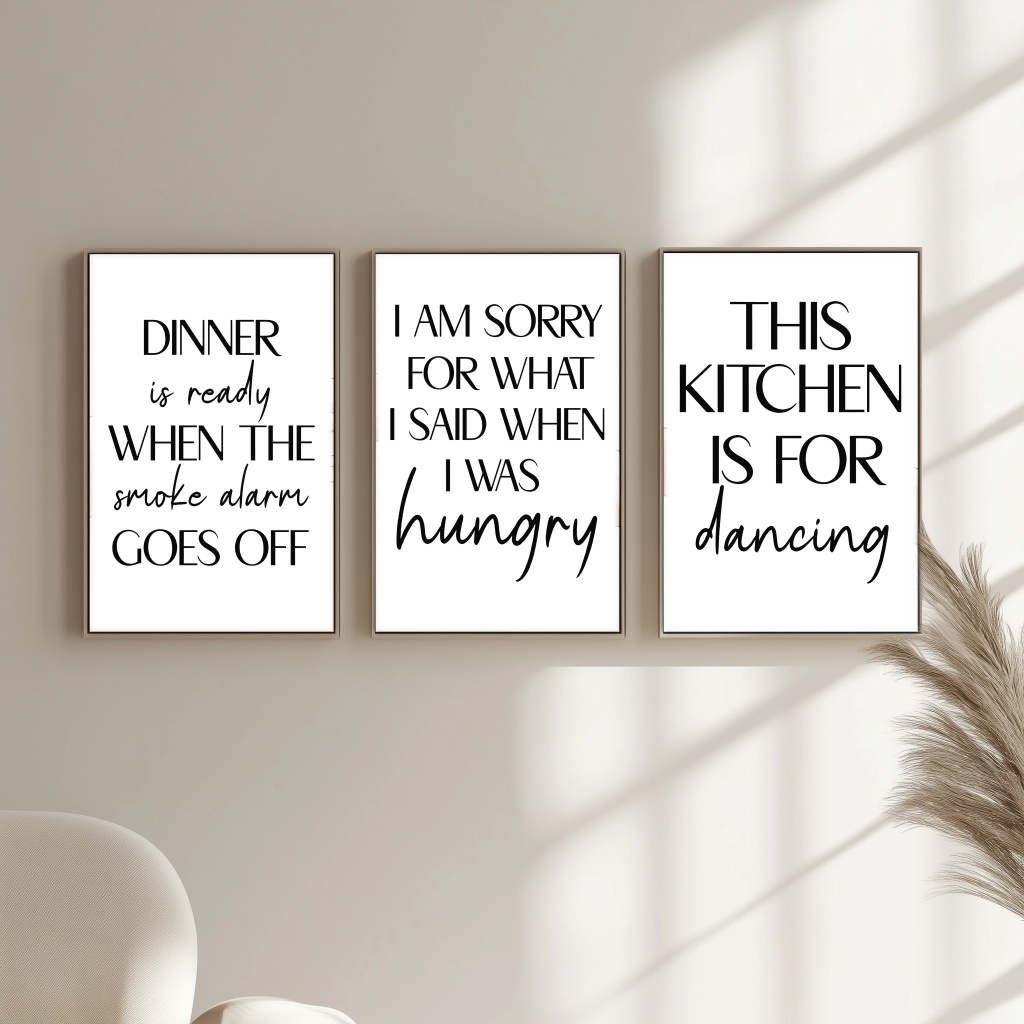 DINNER
is ready
WHEN THE
smoke alarm
GOES OFF
I AM SORRY
FOR WHAT
I SAID WHEN
I WAS
hungry
THIS
KITCHEN
IS FOR
dancing